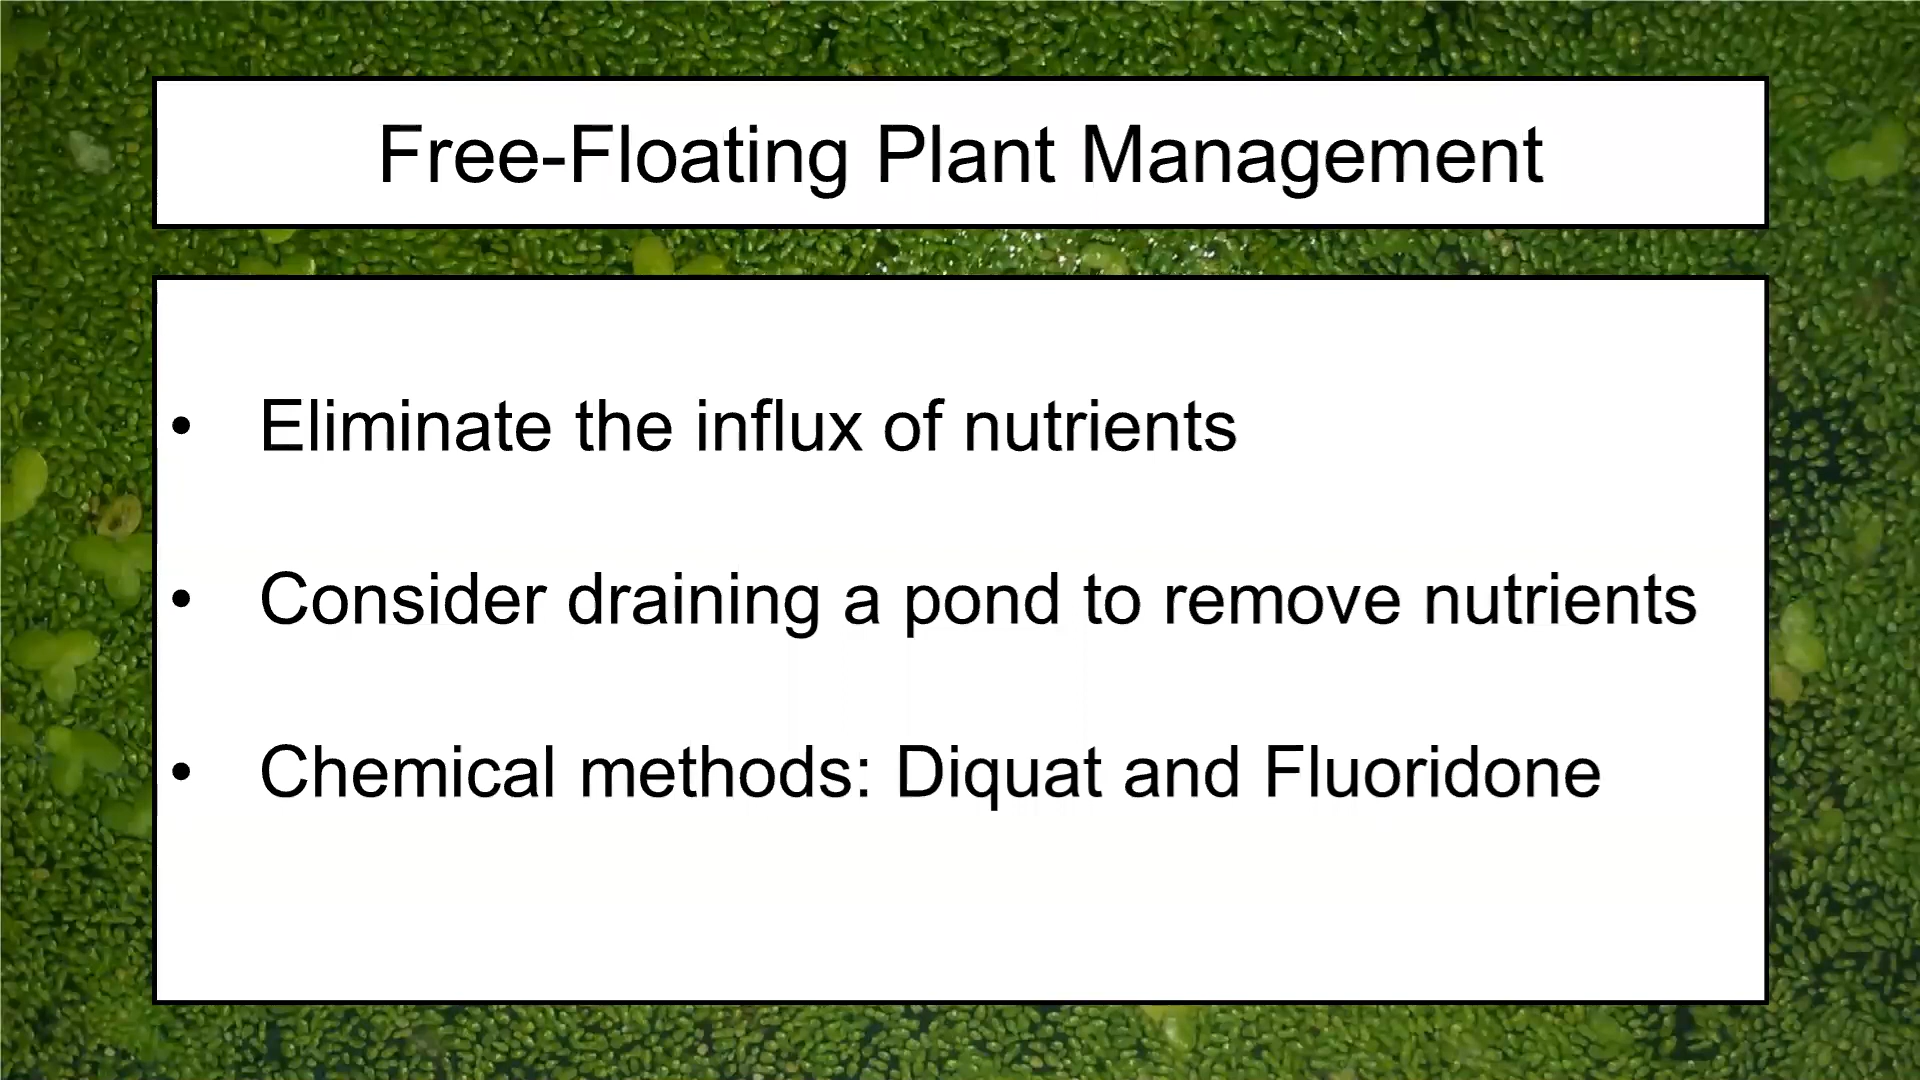 Free-Floating Plant Management
• Eliminate the influx of nutrients
• Consider draining a pond to remove nutrients
• Chemical methods: Diquat and Fluoridone